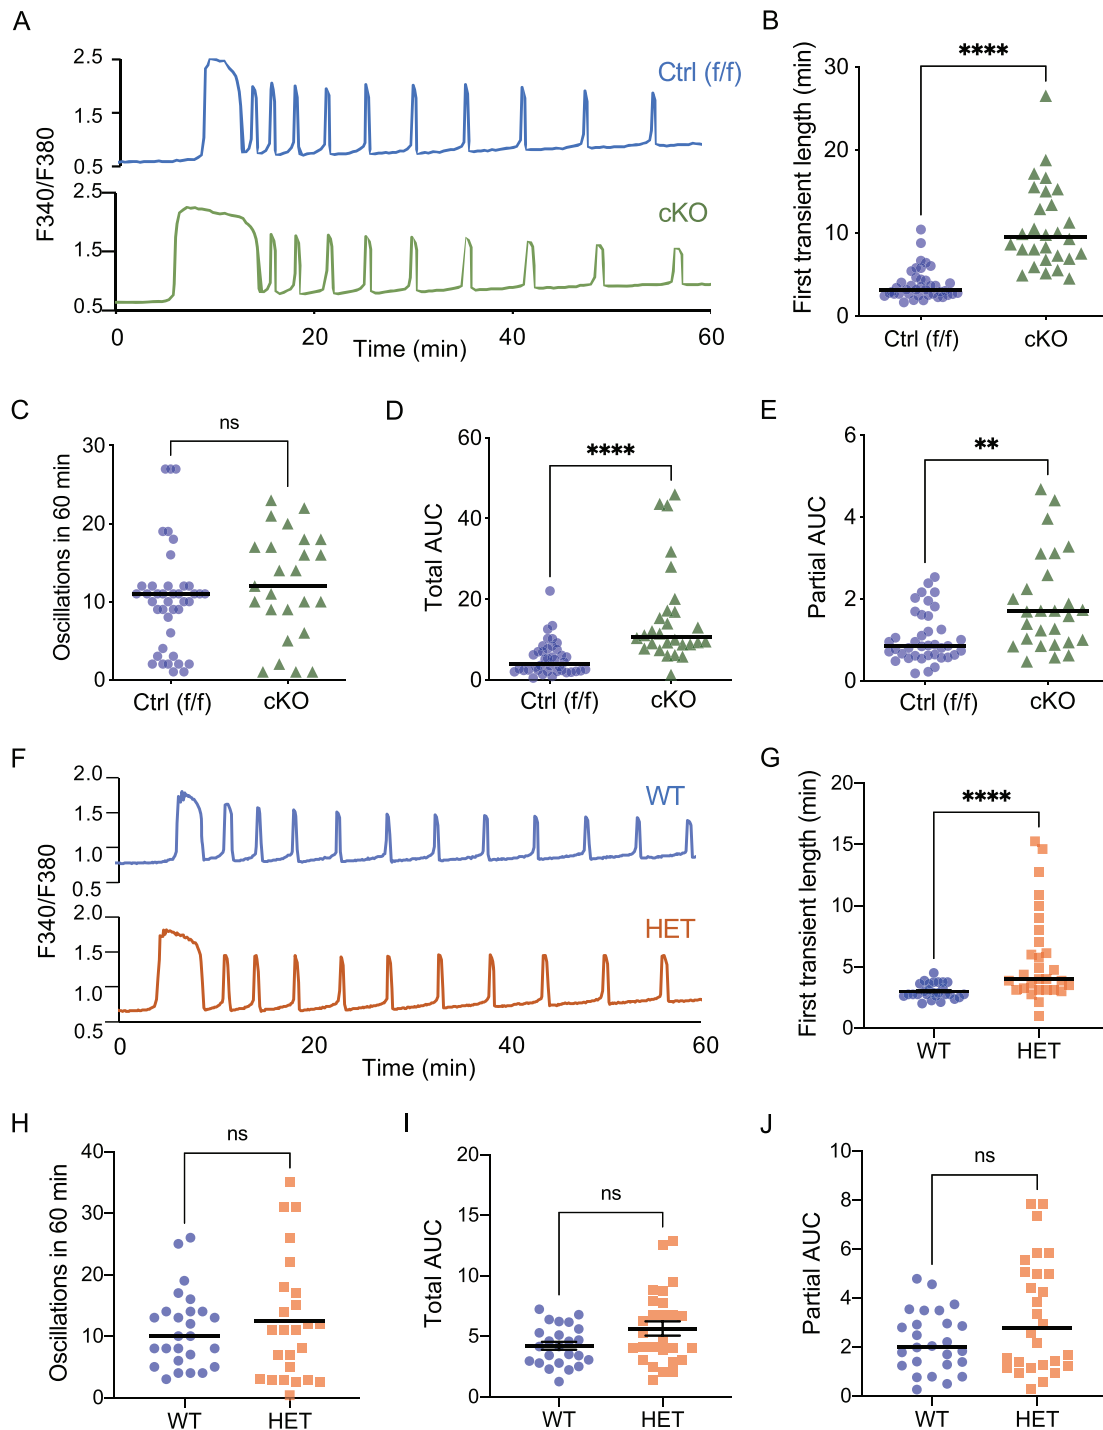 A
F340/F380
2.5
1.5
0.5
Ctrl (f/f)
2.5
1.5
0.5
cKO
0
20
40
60
Time (min)
B
First transient length (min)
30
20
10
0
****
Ctrl (f/f)
cKO
C
Oscillations in 60 min
30
20
10
0
ns
Ctrl (f/f)
cKO
D
Total AUC
60
40
20
0
****
Ctrl (f/f)
cKO
E
Partial AUC
6
4
2
0
**
Ctrl (f/f)
cKO
F
F340/F380
2.0
1.5
1.0
0.5
WT
2.0
1.5
1.0
0.5
HET
0
20
40
60
Time (min)
G
First transient length (min)
20
15
10
5
0
****
WT
HET
H
Oscillations in 60 min
40
30
20
10
0
ns
WT
HET
I
Total AUC
20
15
10
5
0
ns
WT
HET
J
Partial AUC
10
8
6
4
2
0
ns
WT
HET